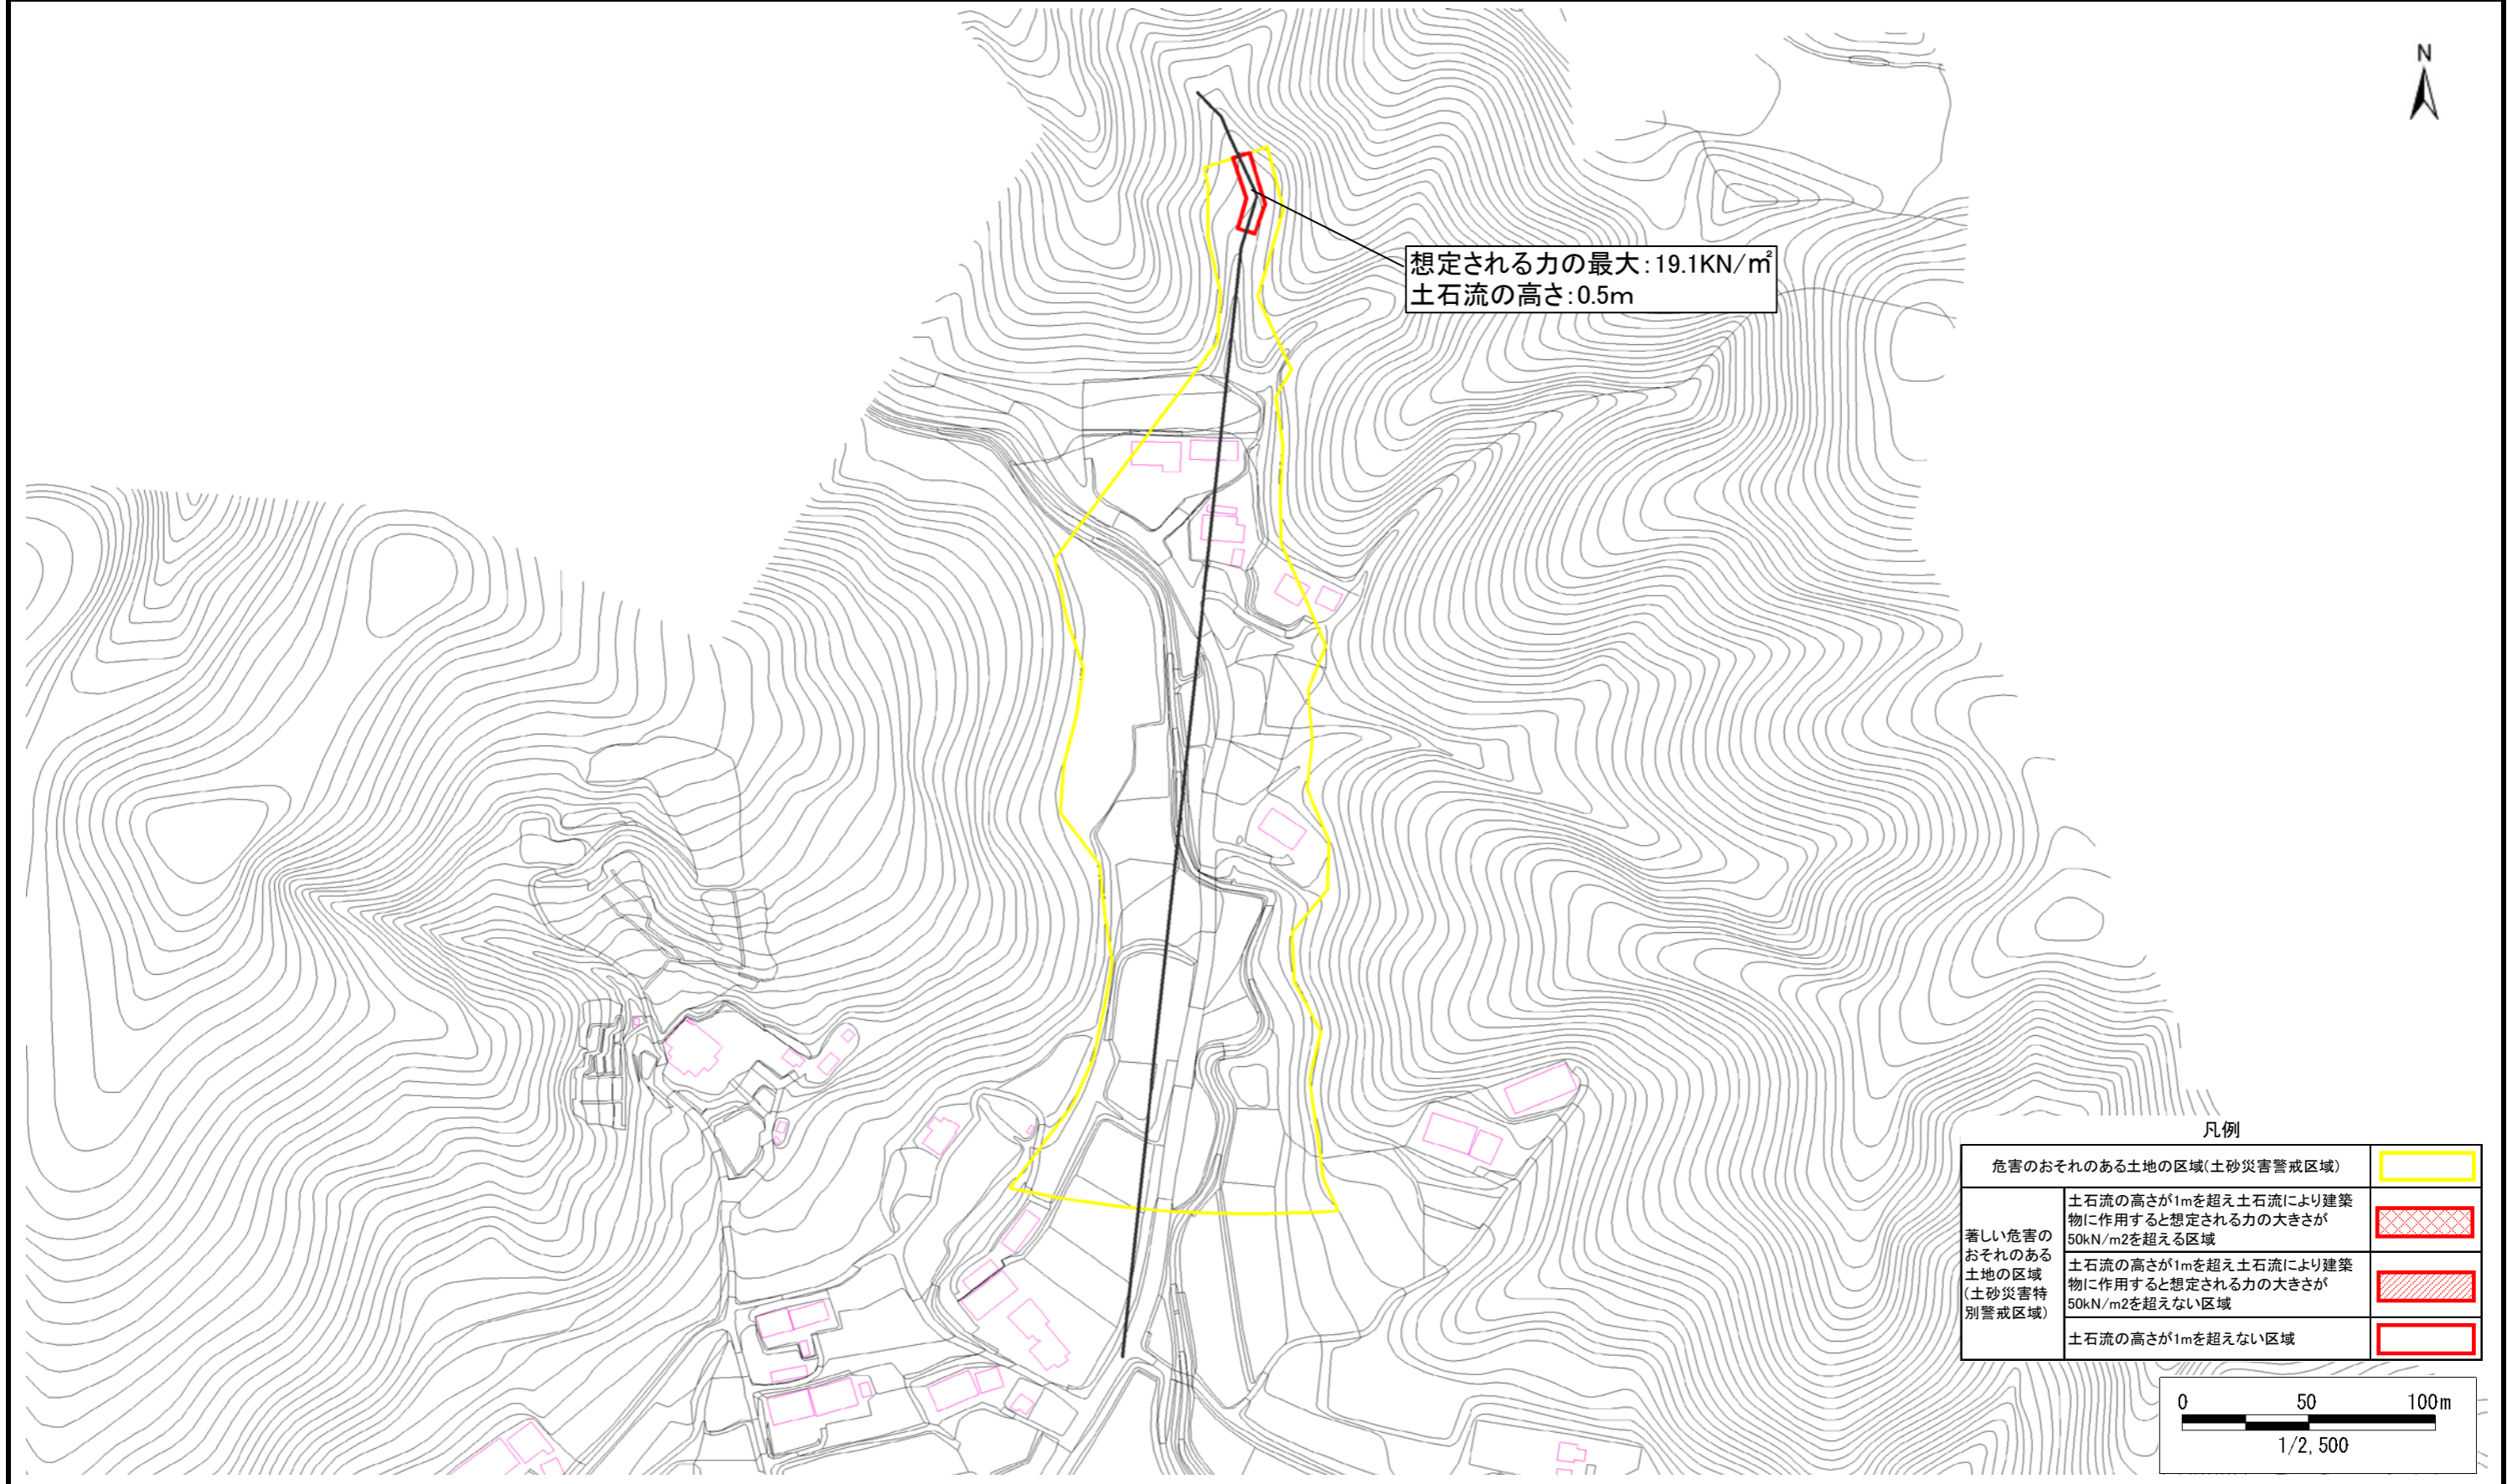 N
想定される力の最大:19.1KN/㎡
土石流の高さ:0.5m
凡例
危害のおそれのある土地の区域(土砂災害警戒区域)
著しい危害の
おそれのある
土地の区域
(土砂災害特
別警戒区域)
土石流の高さが1mを超え土石流により建築
物に作用すると想定される力の大きさが
50kN/m2を超える区域
土石流の高さが1mを超え土石流により建築
物に作用すると想定される力の大きさが
50kN/m2を超えない区域
土石流の高さが1mを超えない区域
0 50 100m
1/2,500